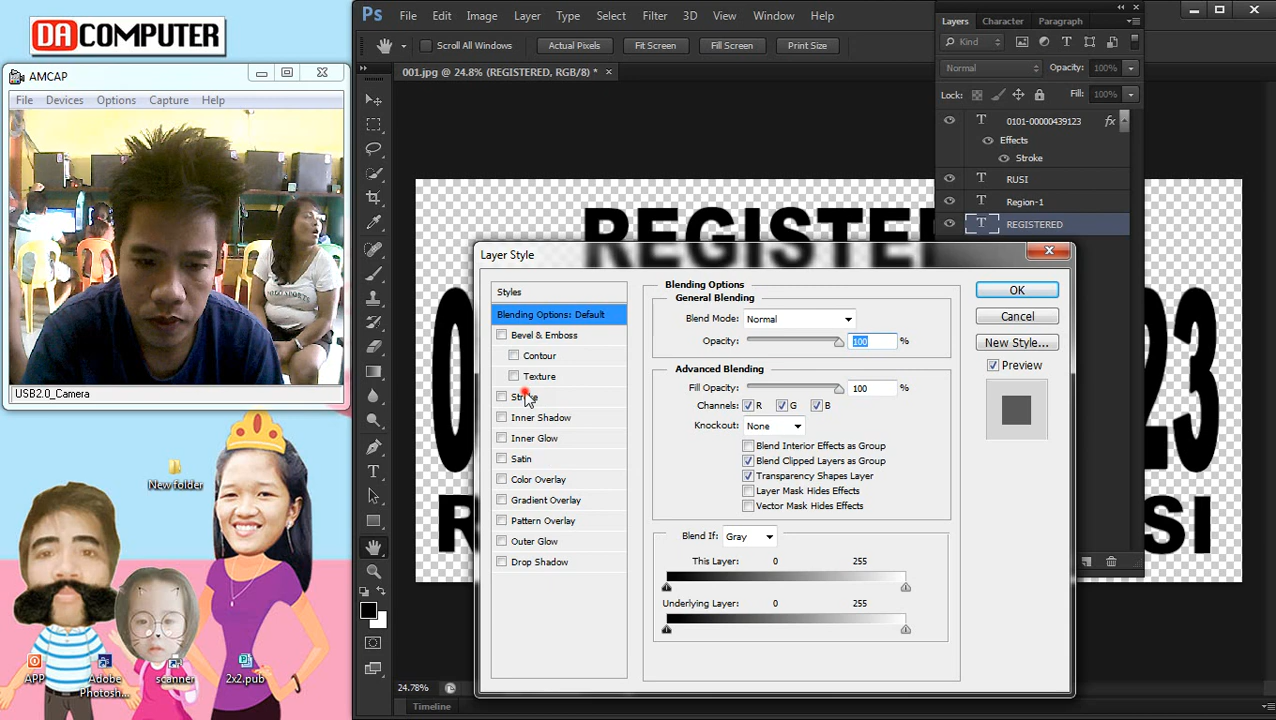 DA COMPUTER
AMCAP
File Devices Options Capture Help
USB2.0_Camera
New folder
APP
Adobe Photosh...
scanner
2x2.pub
Ps File Edit Image Layer Type Select Filter 3D View Window Help
Scroll All Windows Actual Pixels Fit Screen Fill Screen Print Size
001.jpg @ 24.8% (REGISTERED, RGB/8) *
Layers Character Paragraph
Kind
Normal Opacity: 100%
Lock: Fill: 100%
T 0101-00000439123 fx
Effects
Stroke
T RUSI
T Region-1
T REGISTERED
REGISTE
0
23
R
SI
Layer Style
Styles
Blending Options: Default
Bevel & Emboss
Contour
Texture
Stroke
Inner Shadow
Inner Glow
Satin
Color Overlay
Gradient Overlay
Pattern Overlay
Outer Glow
Drop Shadow
Blending Options
General Blending
Blend Mode: Normal
Opacity: 100 %
Advanced Blending
Fill Opacity: 100 %
Channels: R G B
Knockout: None
Blend Interior Effects as Group
Blend Clipped Layers as Group
Transparency Shapes Layer
Layer Mask Hides Effects
Vector Mask Hides Effects
Blend If: Gray
This Layer: 0 255
Underlying Layer: 0 255
OK
Cancel
New Style...
Preview
24.78%
Timeline